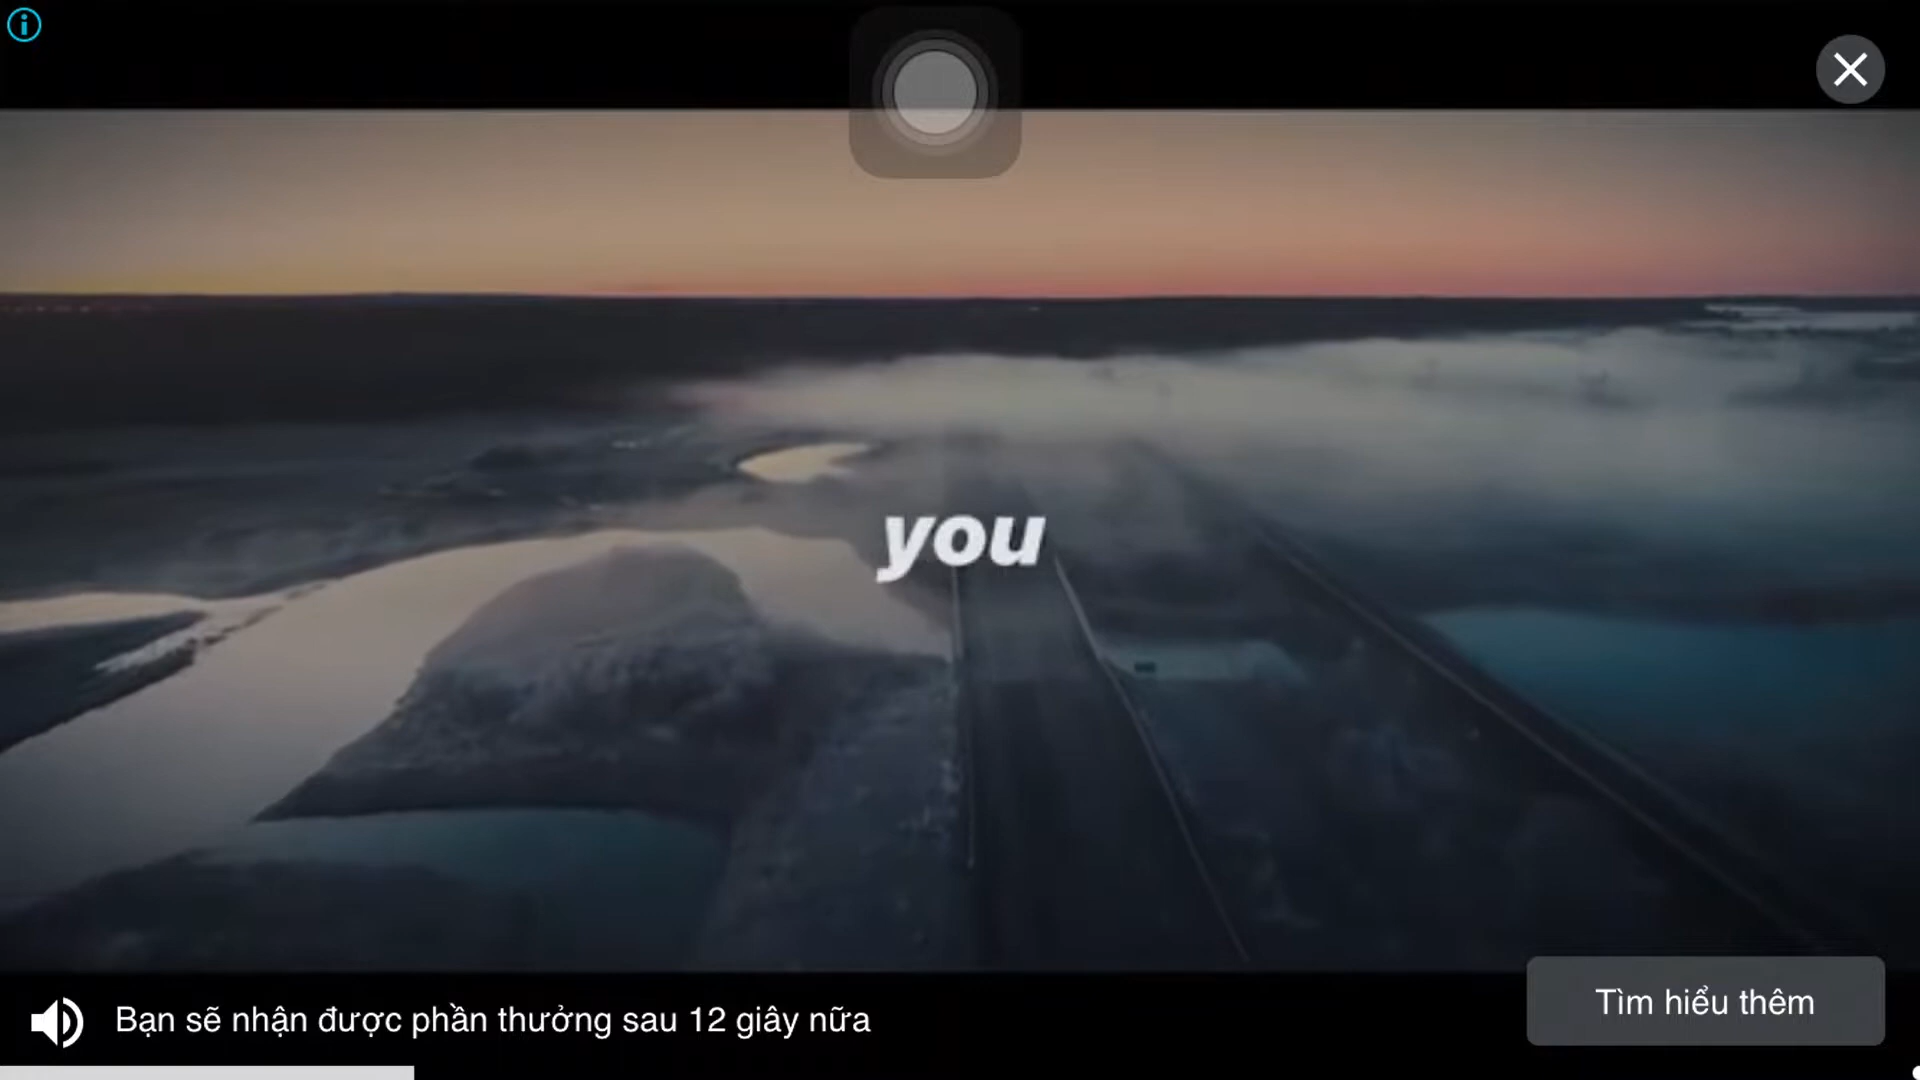 you
Bạn sẽ nhận được phần thưởng sau 12 giây nữa
Tìm hiểu thêm